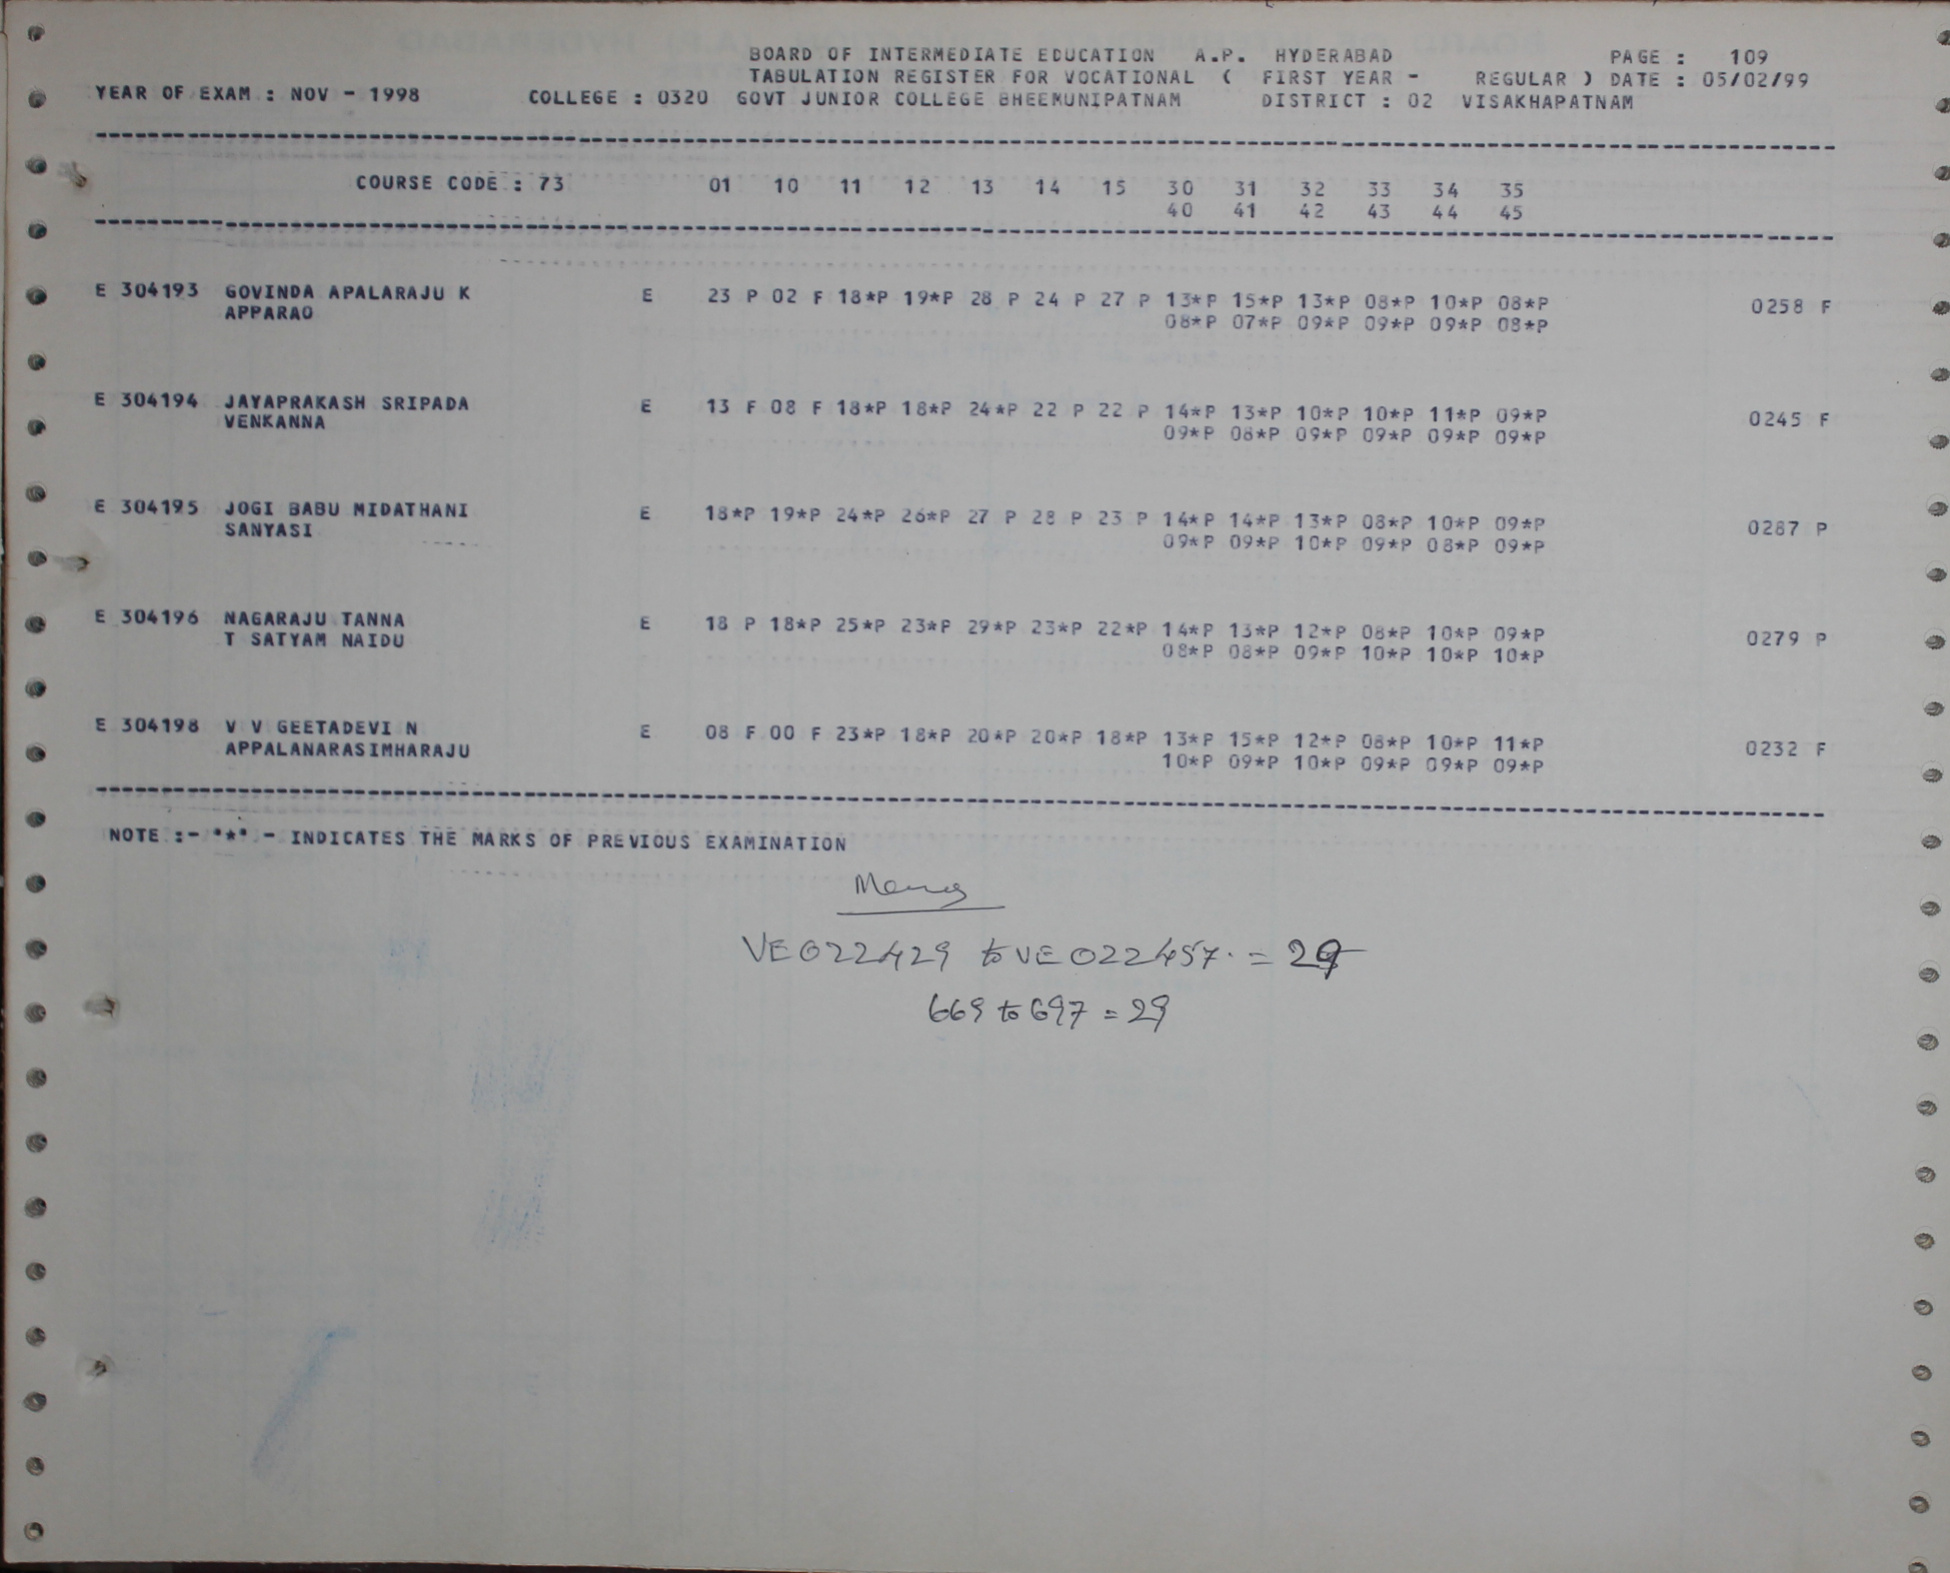 BOARD OF INTERMEDIATE EDUCATION A.P. HYDERABAD PAGE : 109
TABULATION REGISTER FOR VOCATIONAL ( FIRST YEAR - REGULAR ) DATE : 05/02/99
YEAR OF EXAM : NOV - 1998 COLLEGE : 0320 GOVT JUNIOR COLLEGE BHEEMUNIPATNAM DISTRICT : 02 VISAKHAPATNAM
COURSE CODE : 73 01 10 11 12 13 14 15 30 31 32 33 34 35
40 41 42 43 44 45
E 304193 GOVINDA APALARAJU K E 23 P 02 F 18*P 19*P 28 P 24 P 27 P 13*P 15*P 13*P 08*P 10*P 08*P 0258 F
APPARAO 08*P 07*P 09*P 09*P 09*P 08*P
E 304194 JAYAPRAKASH SRIPADA E 13 F 08 F 18*P 18*P 24*P 22 P 22 P 14*P 13*P 10*P 10*P 11*P 09*P 0245 F
VENKANNA 09*P 08*P 09*P 09*P 09*P 09*P
E 304195 JOGI BABU MIDATHANI E 18*P 19*P 24*P 26*P 27 P 28 P 23 P 14*P 14*P 13*P 08*P 10*P 09*P 0287 P
SANYASI 09*P 09*P 10*P 09*P 08*P 09*P
E 304196 NAGARAJU TANNA E 18 P 18*P 25*P 23*P 29*P 23*P 22*P 14*P 13*P 12*P 08*P 10*P 09*P 0279 P
T SATYAM NAIDU 08*P 08*P 09*P 10*P 10*P 10*P
E 304198 V V GEETADEVI N E 08 F 00 F 23*P 18*P 20*P 20*P 18*P 13*P 15*P 12*P 08*P 10*P 11*P 0232 F
APPALANARASIMHARAJU 10*P 09*P 10*P 09*P 09*P 09*P
NOTE :- "*" - INDICATES THE MARKS OF PREVIOUS EXAMINATION
VE022429 to VE 022457. = 29
669 to 697 = 29